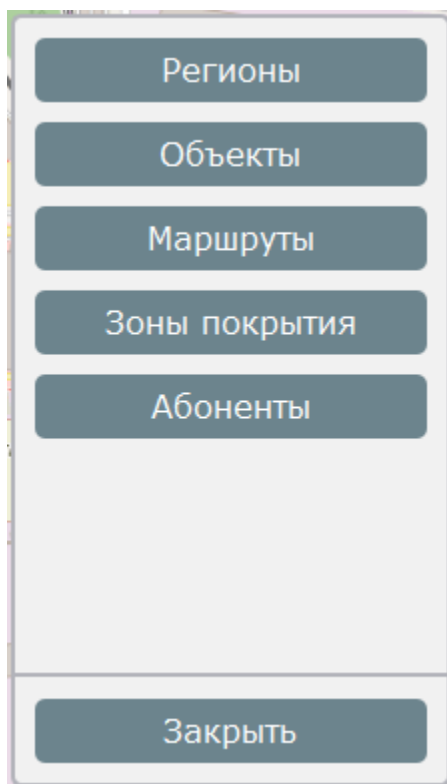 Регионы
Объекты
Маршруты
Зоны покрытия
Абоненты
Закрыть